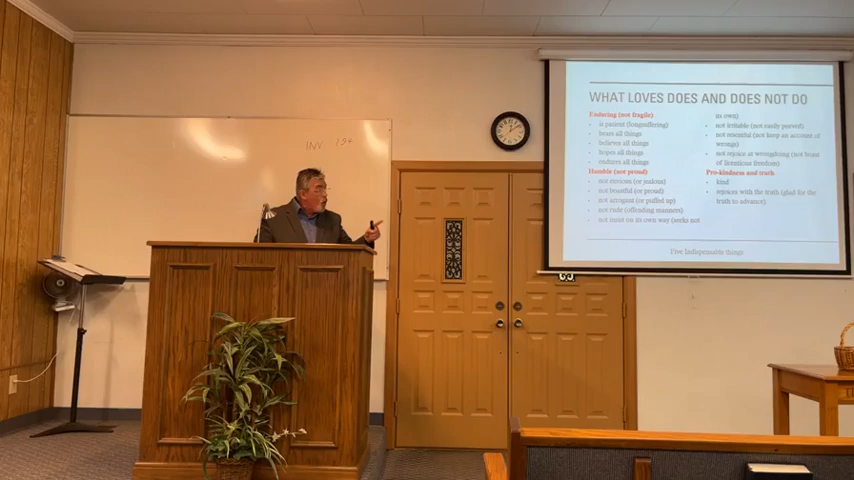 INV 1st
WHAT LOVES DOES AND DOES NOT DO
Enduring (not fragile)
- is patient (longsuffering)
- bears all things
- believes all things
- hopes all things
- endures all things
Humble (not proud)
- not envious (or jealous)
- not boastful (or proud)
- not arrogant (or puffed up)
- not rude (offending manners)
- not insist on its own way (seeks not
its own)
- not irritable (not easily peeved)
- not resentful (not keep an account of
wrongs)
- not rejoice at wrongdoing (not boast
of licentious freedom)
Pro-kindness and truth
- kind
- rejoices with the truth (glad for the
truth to advance)
Five Indispensable things